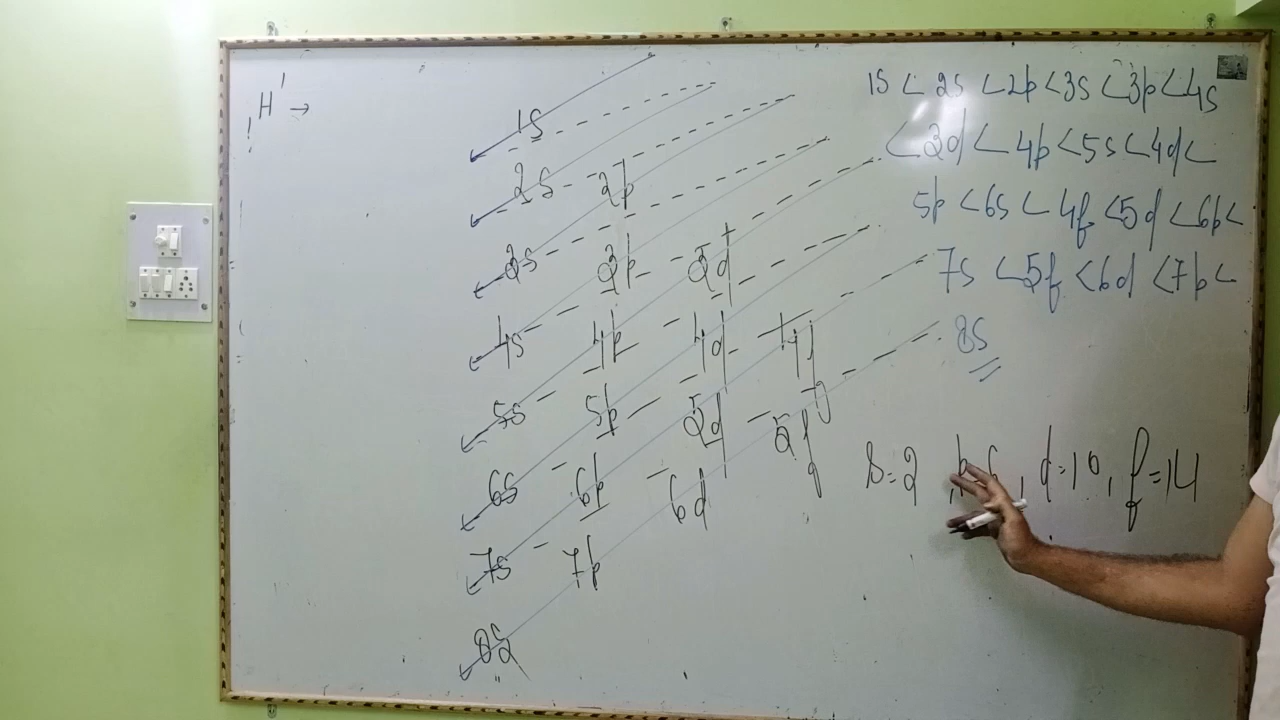 ₁H¹ →
1s
2s 2p
3s 3p 3d
4s 4p 4d 4f
5s 5p 5d 5f
6s 6p 6d
7s 7p
8s
1s < 2s < 2p < 3s < 3p < 4s
< 3d < 4p < 5s < 4d <
5p < 6s < 4f < 5d < 6p <
7s < 5f < 6d < 7p <
8s
s=2, p=6, d=10, f=14